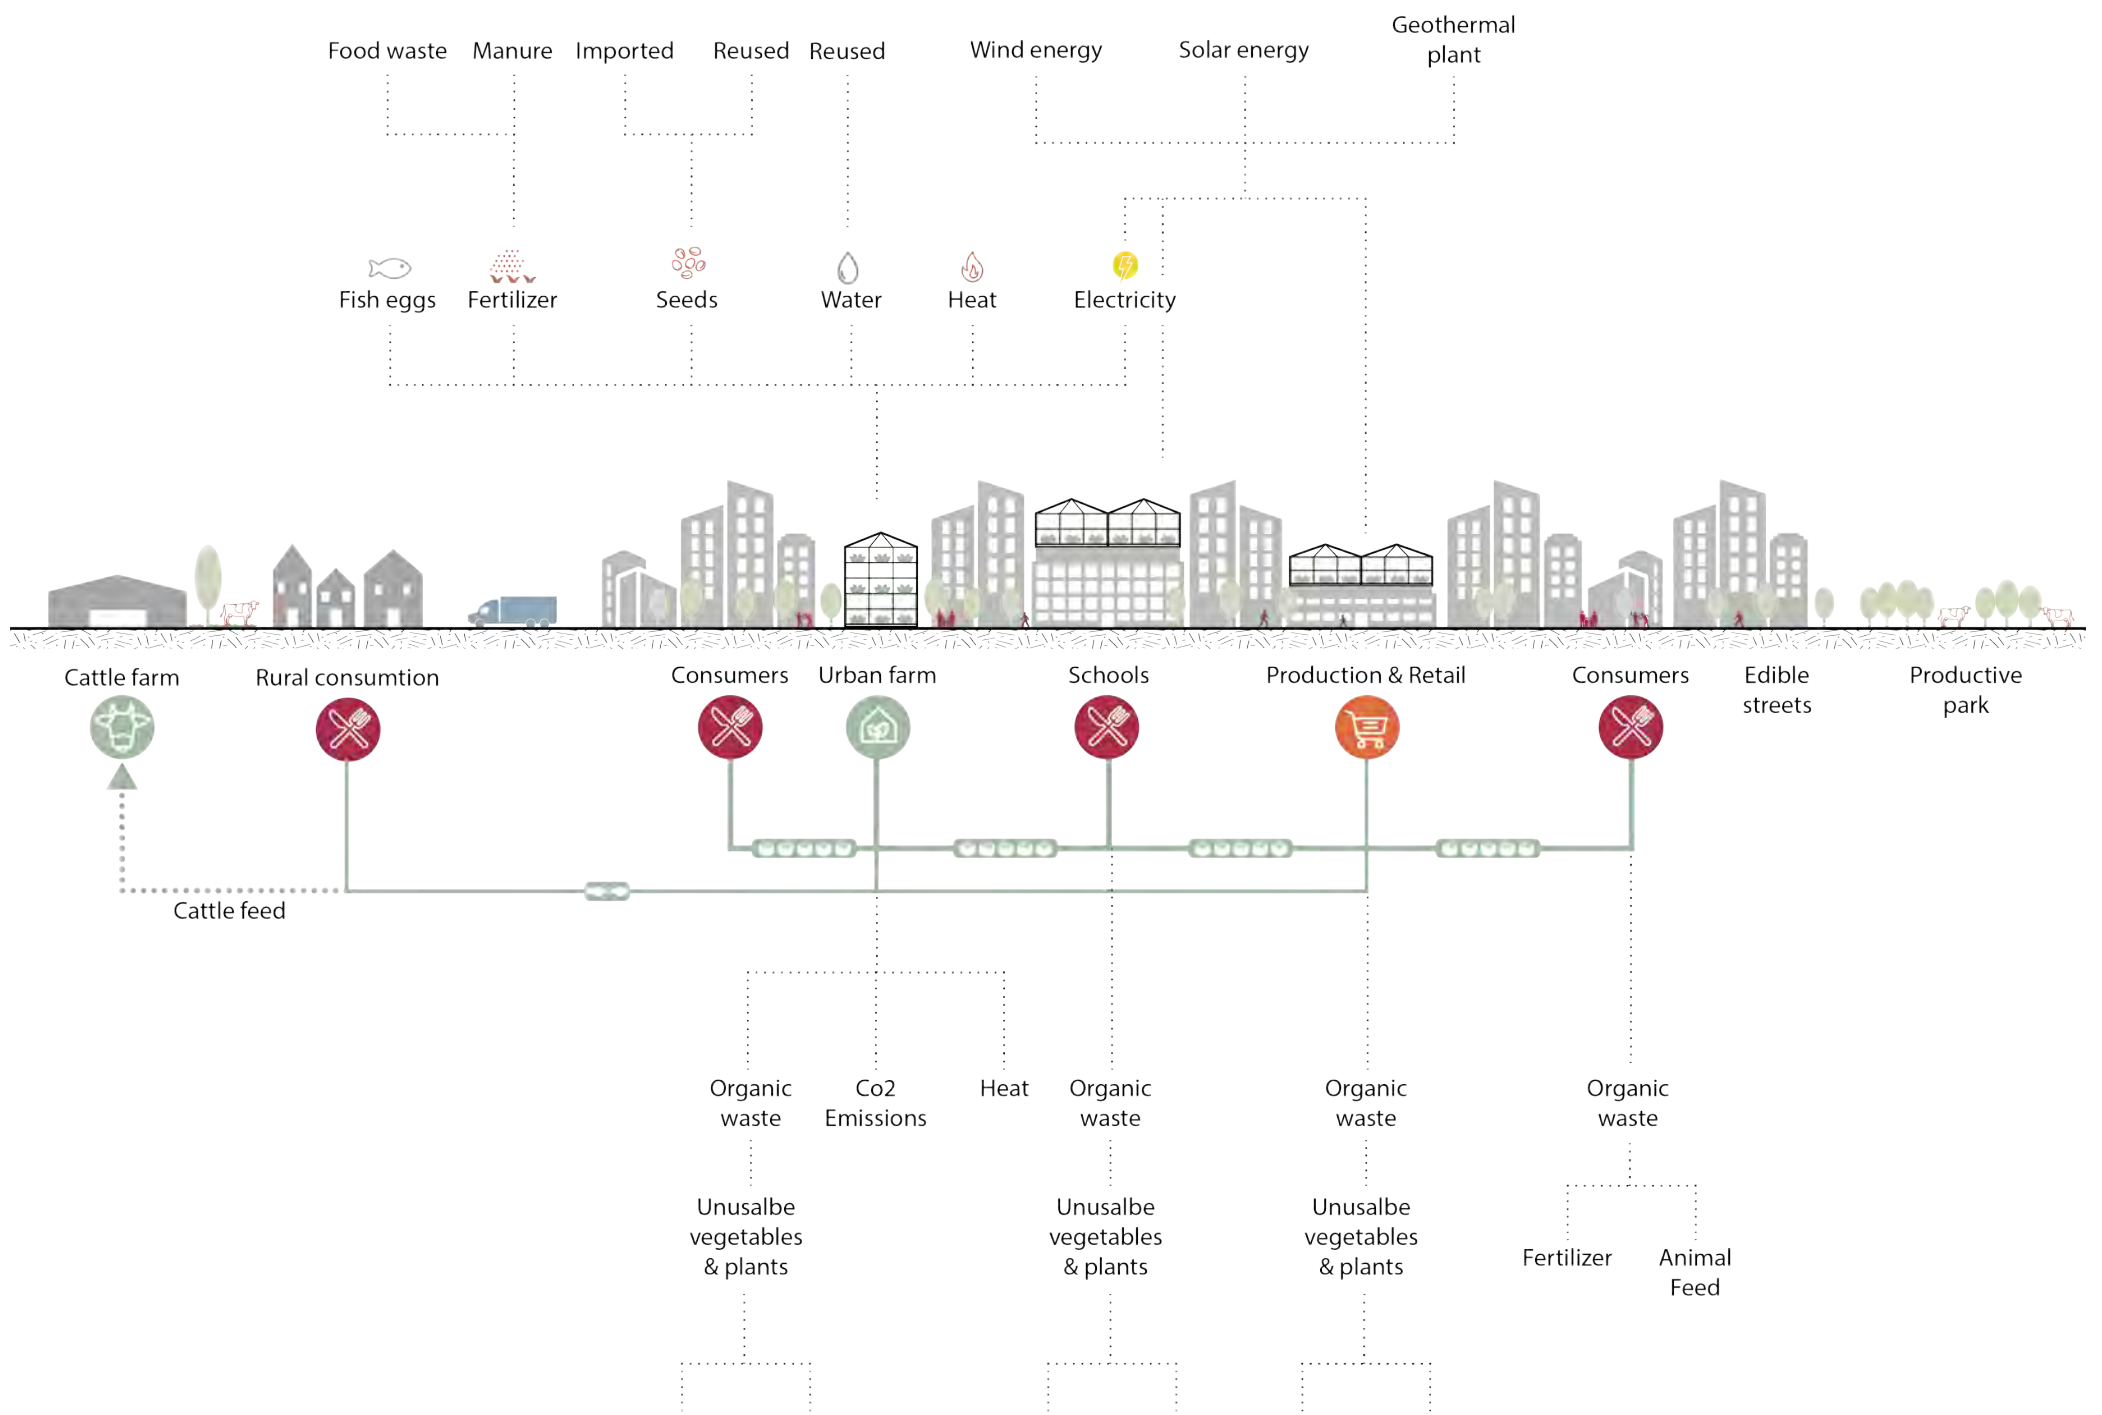 Geothermal
plant
Food waste
Manure
Imported
Reused
Reused
Wind energy
Solar energy
Fish eggs
Fertilizer
Seeds
Water
Heat
Electricity
Cattle farm
Rural consumtion
Consumers
Urban farm
Schools
Production & Retail
Consumers
Edible
streets
Productive
park
Cattle feed
Organic
waste
Co2
Emissions
Heat
Organic
waste
Organic
waste
Organic
waste
Unusalbe
vegetables
& plants
Unusalbe
vegetables
& plants
Unusalbe
vegetables
& plants
Fertilizer
Animal
Feed